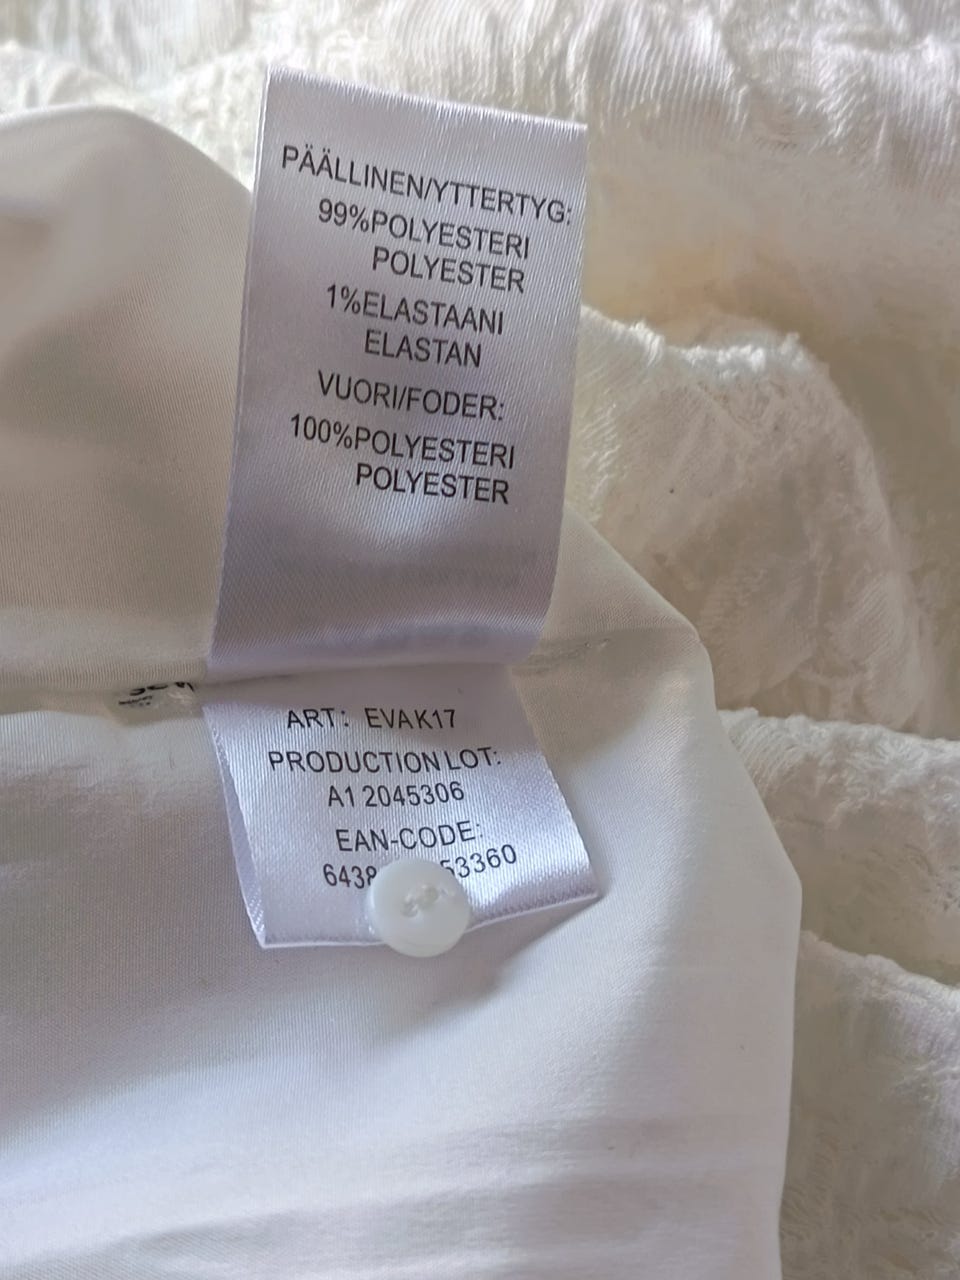 PÄÄLLINEN/YTTERTYG:
99%POLYESTERI
POLYESTER
1%ELASTAANI
ELASTAN
VUORI/FODER:
100%POLYESTERI
POLYESTER
ART: EVAK17
PRODUCTION LOT:
A1 2045306
EAN-CODE: